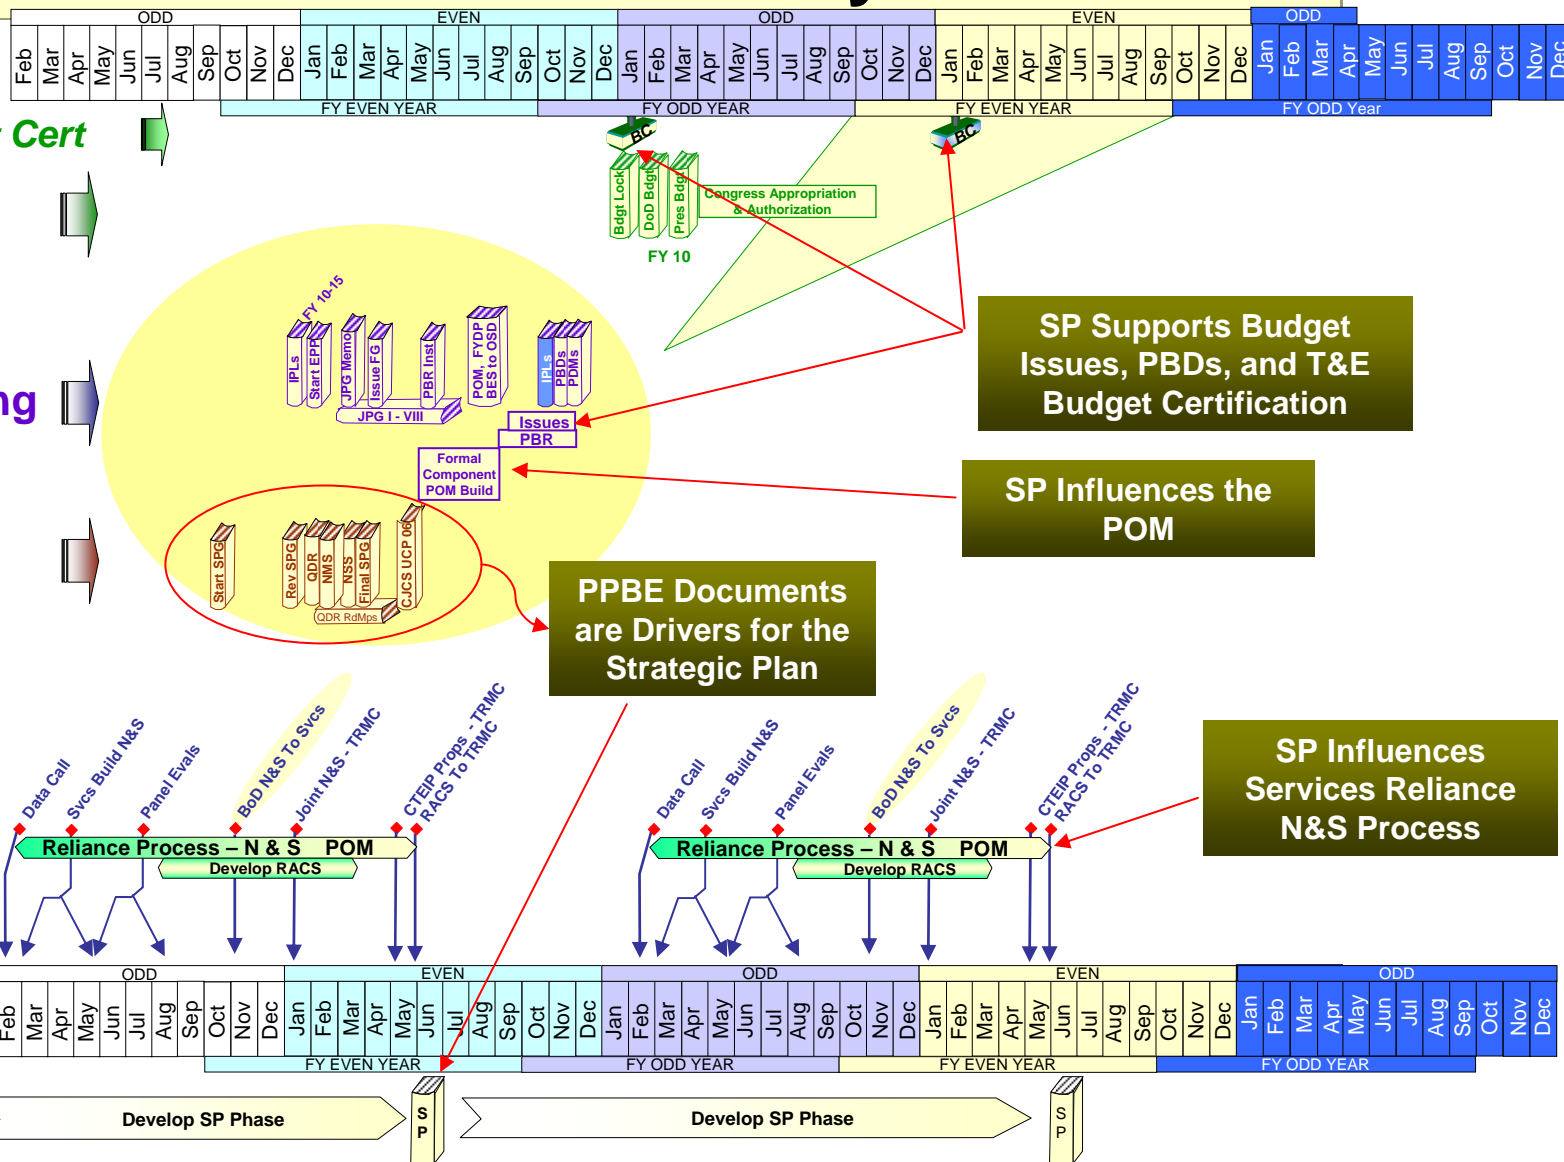 ODD
EVEN
ODD
EVEN
ODD
Feb Mar Apr May Jun Jul Aug Sep Oct Nov Dec
Jan Feb Mar Apr May Jun Jul Aug Sep Oct Nov Dec
Jan Feb Mar Apr May Jun Jul Aug Sep Oct Nov Dec
Jan Feb Mar Apr May Jun Jul Aug Sep Oct Nov Dec
Jan Feb Mar Apr May Jun Jul Aug Sep Oct Nov Dec
FY EVEN YEAR
FY ODD YEAR
FY EVEN YEAR
FY ODD Year
Cert
BC
BC
Bdgt Lock
DoD Bdgt
Pres Bdgt
Congress Appropriation
& Authorization
FY 10
FY 10-15
IPLs
Start EPP
JPG Memo
Issue FG
PBR Inst
POM, FYDP
BES to OSD
IPLs
PBDs
PDMs
JPG I - VIII
ng
Issues
PBR
Formal
Component
POM Build
SP Supports Budget
Issues, PBDs, and T&E
Budget Certification
SP Influences the
POM
Start SPG
Rev SPG
QDR
NMS
NSS
Final SPG
CJCS UCP 06
QDR RdMps
PPBE Documents
are Drivers for the
Strategic Plan
Data Call
Svcs Build N&S
Panel Evals
BoD N&S To Svcs
Joint N&S - TRMC
CTEIP Props - TRMC
RACS To TRMC
Data Call
Svcs Build N&S
Panel Evals
BoD N&S To Svcs
Joint N&S - TRMC
CTEIP Props - TRMC
RACS To TRMC
SP Influences
Services Reliance
N&S Process
Reliance Process – N & S POM
Develop RACS
Reliance Process – N & S POM
Develop RACS
ODD
EVEN
ODD
EVEN
ODD
Feb Mar Apr May Jun Jul Aug Sep Oct Nov Dec
Jan Feb Mar Apr May Jun Jul Aug Sep Oct Nov Dec
Jan Feb Mar Apr May Jun Jul Aug Sep Oct Nov Dec
Jan Feb Mar Apr May Jun Jul Aug Sep Oct Nov Dec
Jan Feb Mar Apr May Jun Jul Aug Sep Oct Nov Dec
FY EVEN YEAR
FY ODD YEAR
FY EVEN YEAR
FY ODD YEAR
Develop SP Phase
S
P
Develop SP Phase
S
P